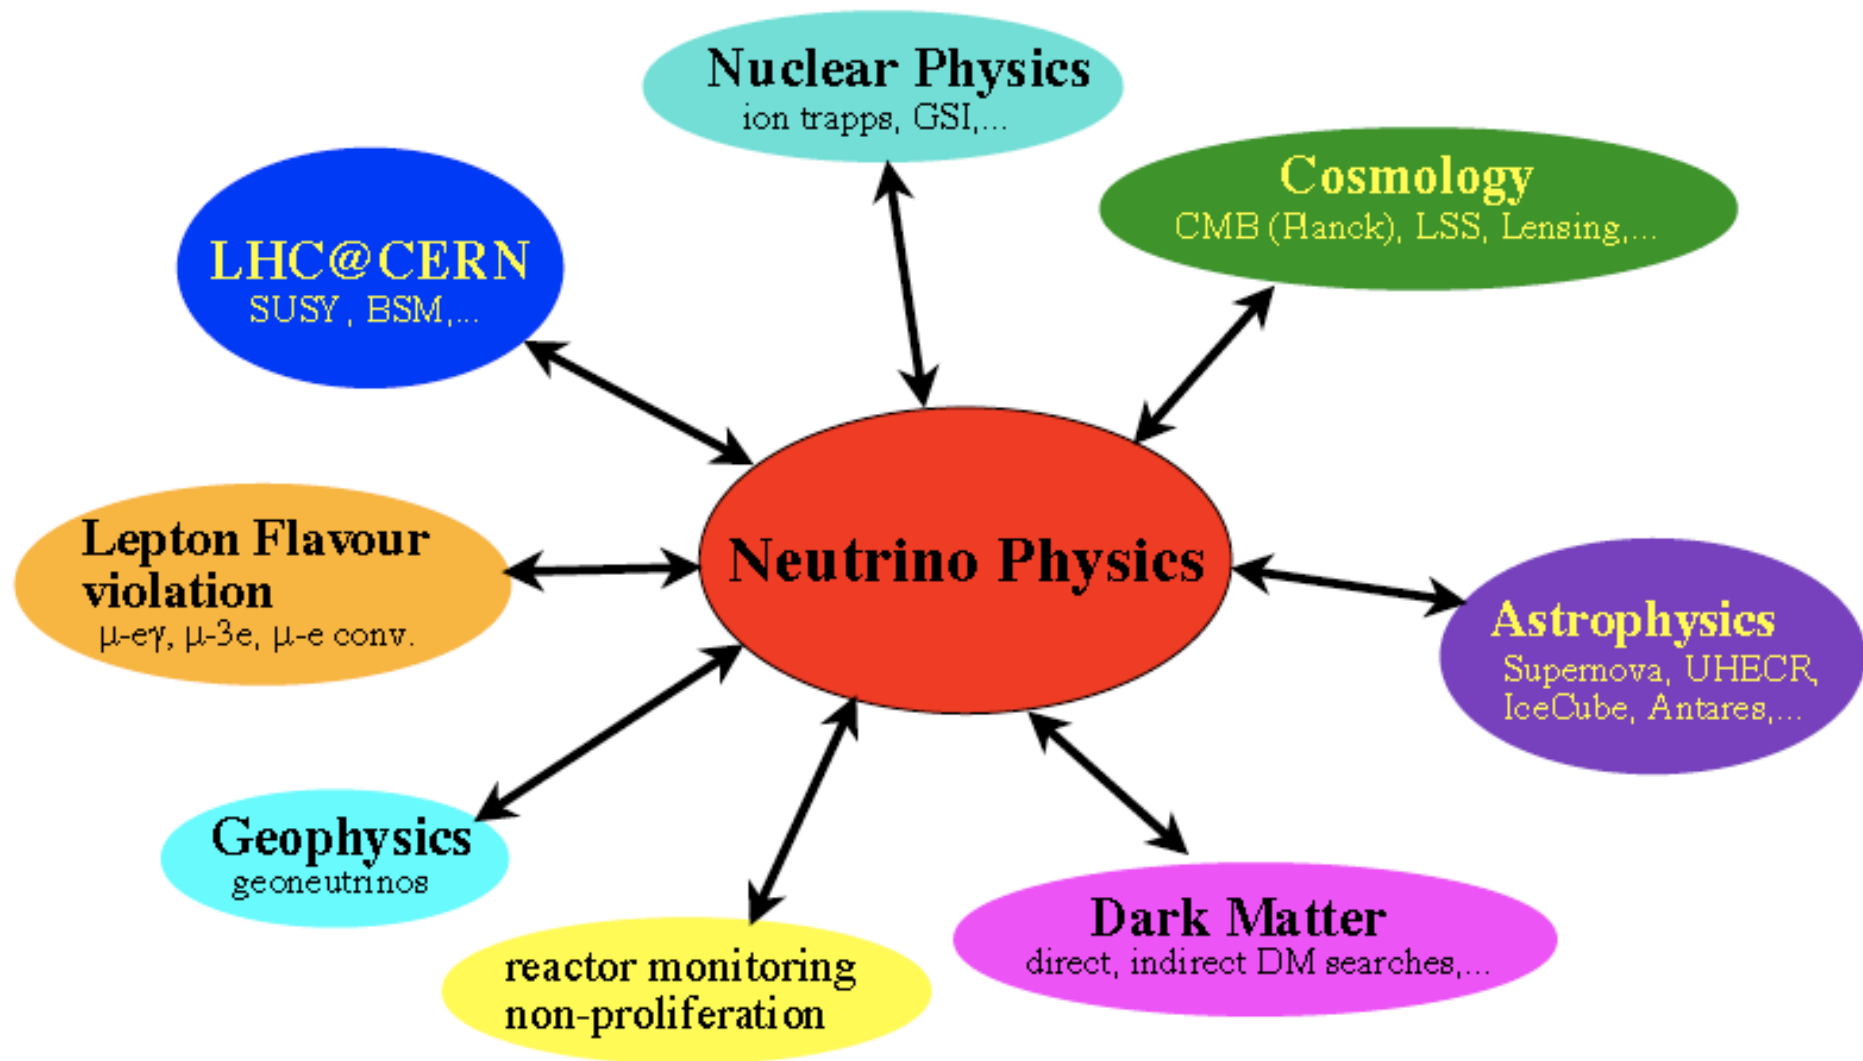 Nuclear Physics
ion trapps, GSI,...
Cosmology
CMB (Planck), LSS, Lensing,...
LHC@CERN
SUSY, BSM,...
Neutrino Physics
Lepton Flavour
violation
μ-eγ, μ-3e, μ-e conv.
Astrophysics
Supernova, UHECR,
IceCube, Antares,...
Geophysics
geoneutrinos
Dark Matter
direct, indirect DM searches,...
reactor monitoring
non-proliferation